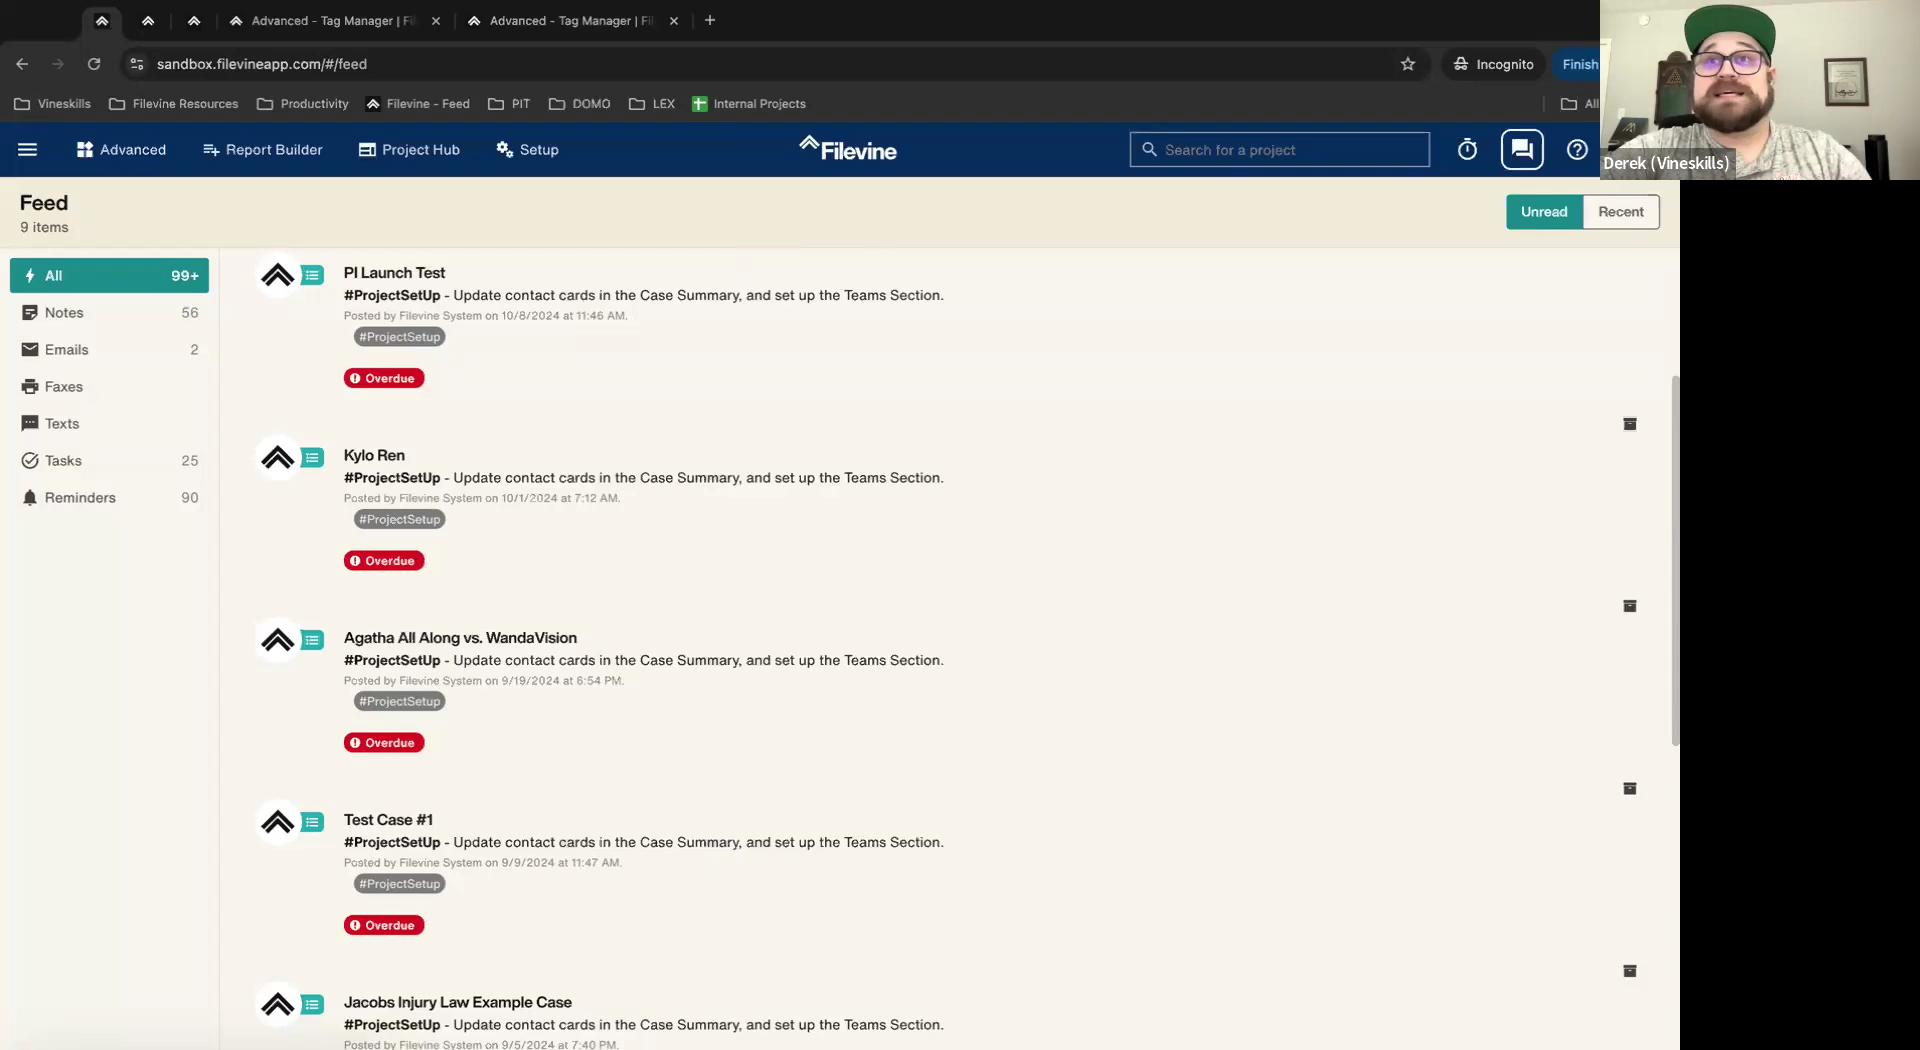 Advanced - Tag Manager | Fil
Advanced - Tag Manager | Fil
sandbox.filevineapp.com/#/feed
Incognito
Finish
Vineskills
Filevine Resources
Productivity
Filevine - Feed
PIT
DOMO
LEX
Internal Projects
All
Advanced
Report Builder
Project Hub
Setup
Filevine
Search for a project
Derek (Vineskills)
Feed
9 items
Unread
Recent
All 99+
Notes 56
Emails 2
Faxes
Texts
Tasks 25
Reminders 90
PI Launch Test
#ProjectSetUp - Update contact cards in the Case Summary, and set up the Teams Section.
Posted by Filevine System on 10/8/2024 at 11:46 AM.
#ProjectSetup
Overdue
Kylo Ren
#ProjectSetUp - Update contact cards in the Case Summary, and set up the Teams Section.
Posted by Filevine System on 10/1/2024 at 7:12 AM.
#ProjectSetup
Overdue
Agatha All Along vs. WandaVision
#ProjectSetUp - Update contact cards in the Case Summary, and set up the Teams Section.
Posted by Filevine System on 9/19/2024 at 6:54 PM.
#ProjectSetup
Overdue
Test Case #1
#ProjectSetUp - Update contact cards in the Case Summary, and set up the Teams Section.
Posted by Filevine System on 9/9/2024 at 11:47 AM.
#ProjectSetup
Overdue
Jacobs Injury Law Example Case
#ProjectSetUp - Update contact cards in the Case Summary, and set up the Teams Section.
Posted by Filevine System on 9/5/2024 at 7:40 PM.